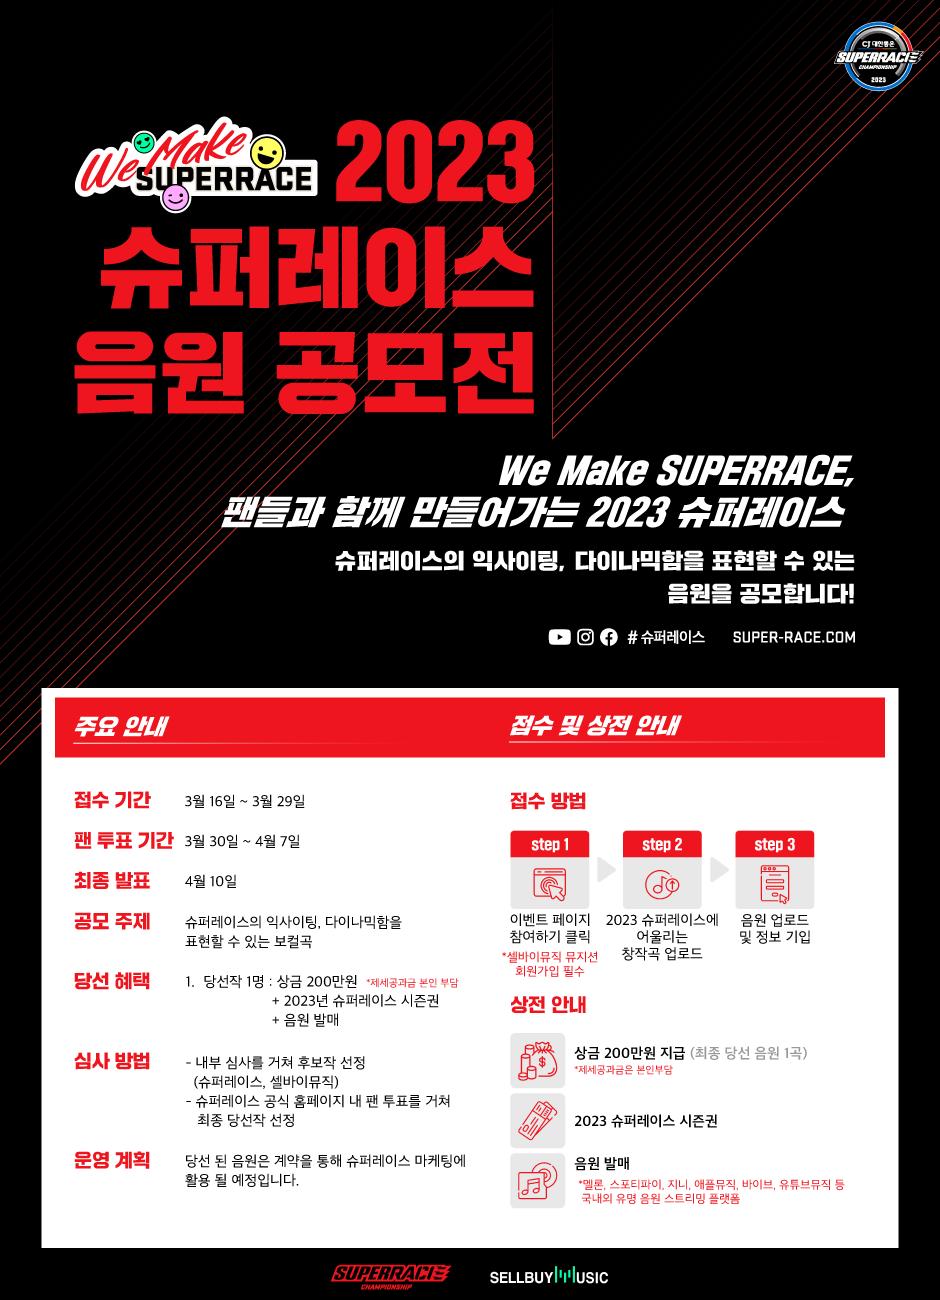 CJ 대한통운
SUPERRACE
CHAMPIONSHIP
2023
We Make
SUPERRACE
2023
슈퍼레이스
음원 공모전
We Make SUPERRACE,
팬들과 함께 만들어가는 2023 슈퍼레이스
슈퍼레이스의 익사이팅, 다이나믹함을 표현할 수 있는
음원을 공모합니다!
# 슈퍼레이스 SUPER-RACE.COM
주요 안내
접수 기간 3월 16일 ~ 3월 29일
팬 투표 기간 3월 30일 ~ 4월 7일
최종 발표 4월 10일
공모 주제 슈퍼레이스의 익사이팅, 다이나믹함을
표현할 수 있는 보컬곡
당선 혜택 1. 당선작 1명 : 상금 200만원 *제세공과금 본인 부담
+ 2023년 슈퍼레이스 시즌권
+ 음원 발매
심사 방법 - 내부 심사를 거쳐 후보작 선정
(슈퍼레이스, 셀바이뮤직)
- 슈퍼레이스 공식 홈페이지 내 팬 투표를 거쳐
최종 당선작 선정
운영 계획 당선 된 음원은 계약을 통해 슈퍼레이스 마케팅에
활용 될 예정입니다.
접수 및 상전 안내
접수 방법
step 1
이벤트 페이지
참여하기 클릭
*셀바이뮤직 뮤지션
회원가입 필수
step 2
2023 슈퍼레이스에
어울리는
창작곡 업로드
step 3
음원 업로드
및 정보 기입
상전 안내
상금 200만원 지급 (최종 당선 음원 1곡)
*제세공과금은 본인부담
2023 슈퍼레이스 시즌권
음원 발매
*멜론, 스포티파이, 지니, 애플뮤직, 바이브, 유튜브뮤직 등
국내외 유명 음원 스트리밍 플랫폼
SUPERRACE
CHAMPIONSHIP
SELLBUYMUSIC